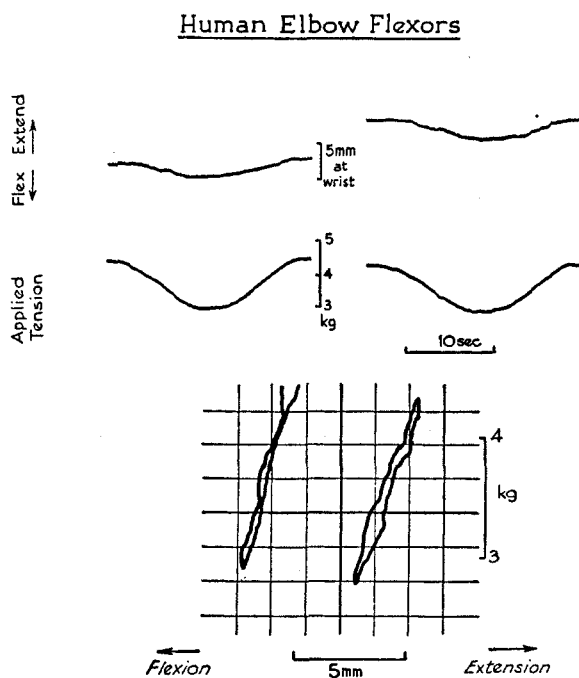 Human Elbow Flexors
Flex Extend
5mm
at
wrist
Applied
Tension
5
4
3
kg
10sec
4
kg
3
Flexion
5mm
Extension